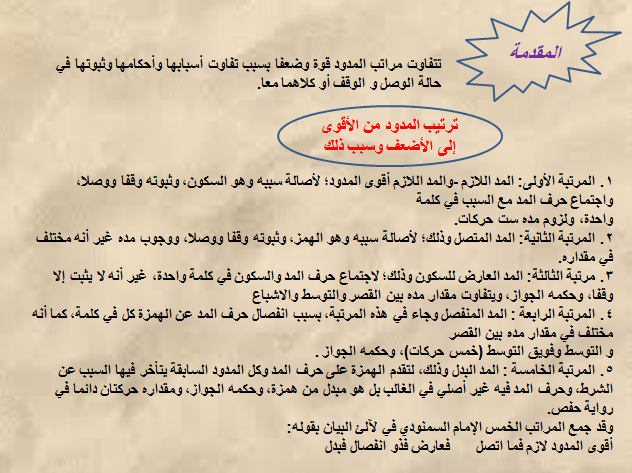 المقدمة
تتفاوت مراتب المدود قوة وضعفا بسبب تفاوت أسبابها وأحكامها وثبوتها في
حالة الوصل و الوقف أو كلاهما معا.
ترتيب المدود من الأقوى
إلى الأضعف وسبب ذلك
١. المرتبة الأولى: المد اللازم -والمد اللازم أقوى المدود؛ لأصالة سببه وهو السكون، وثبوته وقفا ووصلا،
واجتماع حرف المد مع السبب في كلمة
واحدة، ولزوم مده ست حركات.
٢. المرتبة الثانية: المد المتصل وذلك؛ لأصالة سببه وهو الهمز، وثبوته وقفا ووصلا، ووجوب مده غير أنه مختلف
في مقداره.
٣. مرتبة الثالثة: المد العارض للسكون وذلك؛ لاجتماع حرف المد والسكون في كلمة واحدة، غير أنه لا يثبت إلا
وقفا، وحكمه الجواز، ويتفاوت مقدار مده بين القصر والتوسط والاشباع
٤. المرتبة الرابعة : المد المنفصل وجاء في هذه المرتبة، بسبب انفصال حرف المد عن الهمزة كل في كلمة، كما أنه
مختلف في مقدار مده بين القصر
و التوسط وفويق التوسط (خمس حركات)، وحكمه الجواز .
٥. المرتبة الخامسة : المد البدل وذلك، لتقدم الهمزة على حرف المد وكل المدود السابقة يتأخر فيها السبب عن
الشرط، وحرف المد فيه غير أصلي في الغالب بل هو مبدل من همزة، وحكمه الجواز، ومقداره حركتان دائما في
رواية حفص.
وقد جمع المراتب الخمس الإمام السمنودي في لآلئ البيان بقوله:
أقوى المدود لازم فما اتصل فعارض فذو انفصال فبدل